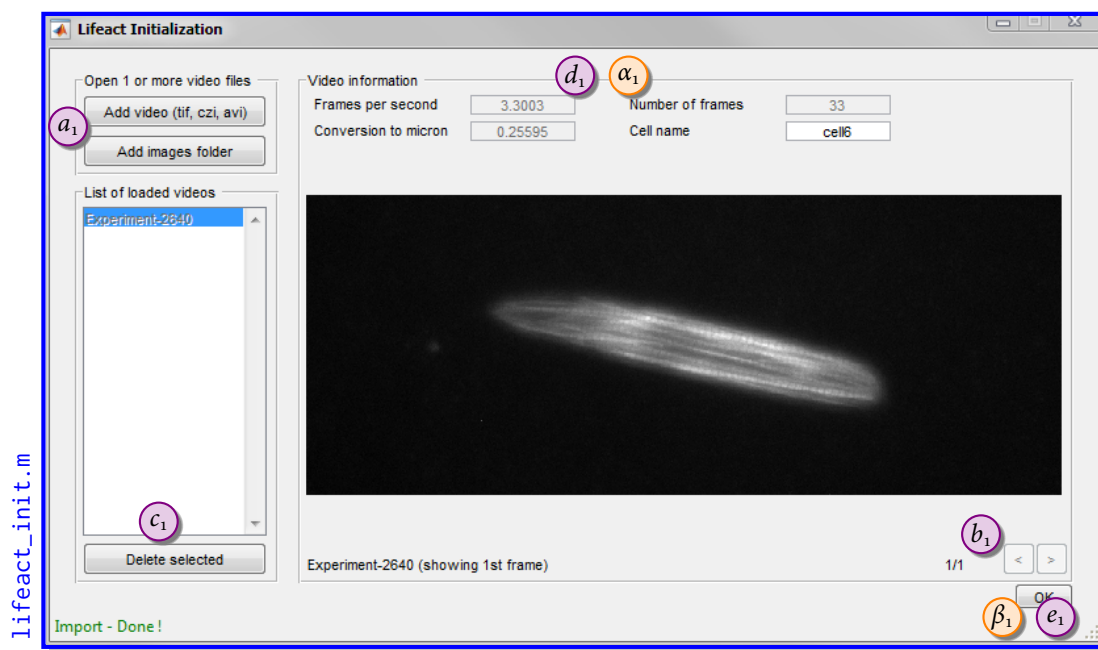 Lifeact Initialization
Open 1 or more video files
Add video (tif, czi, avi)
Add images folder
a₁
List of loaded videos
Experiment-2640
c₁
Delete selected
Video information
d₁ α₁
Frames per second 3.3003 Number of frames 33
Conversion to micron 0.25595 Cell name cell6
b₁
Experiment-2640 (showing 1st frame) 1/1 < >
OK
β₁ e₁
Import - Done !
lifeact_init.m